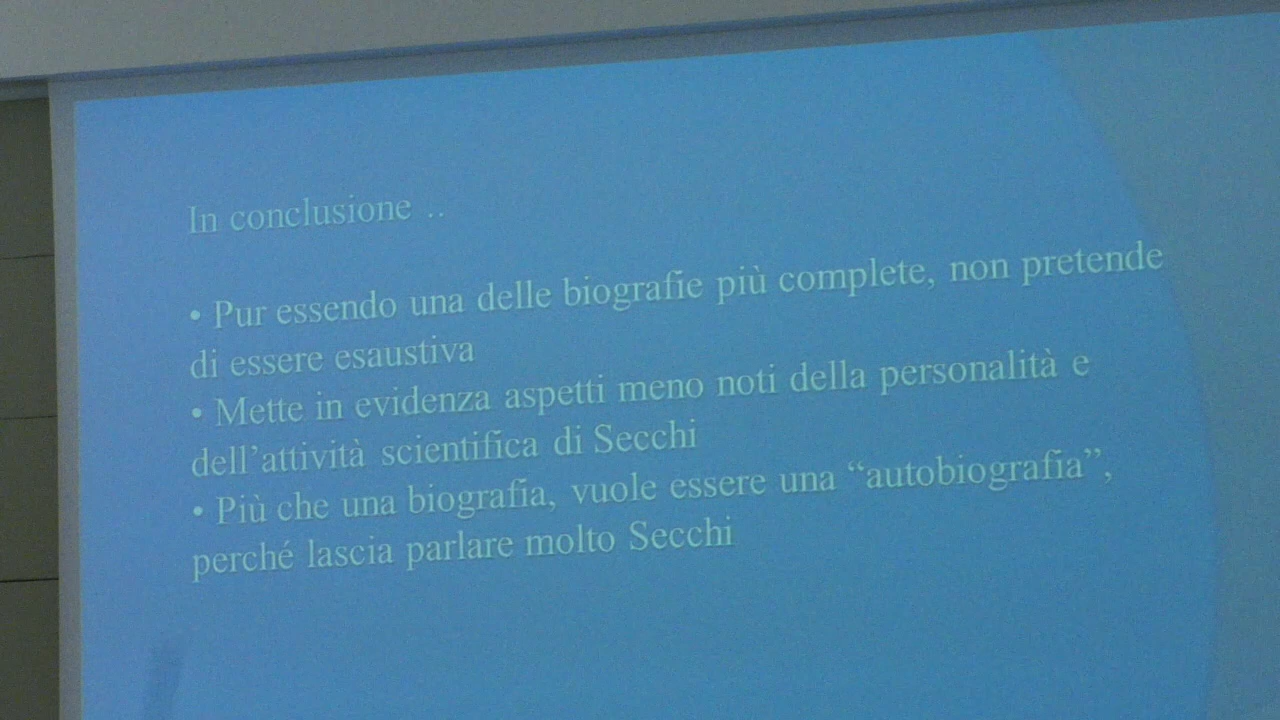 In conclusione ..
• Pur essendo una delle biografie più complete, non pretende
di essere esaustiva
• Mette in evidenza aspetti meno noti della personalità e
dell’attività scientifica di Secchi
• Più che una biografia, vuole essere una “autobiografia”,
perché lascia parlare molto Secchi